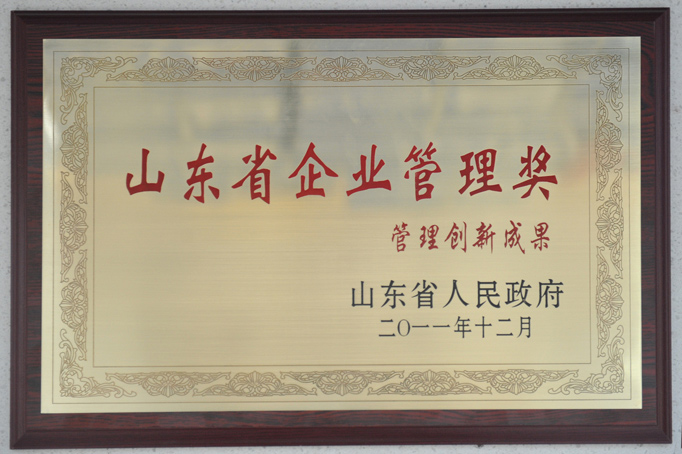 山东省企业管理奖
管理创新成果
山东省人民政府
二〇一一年十二月